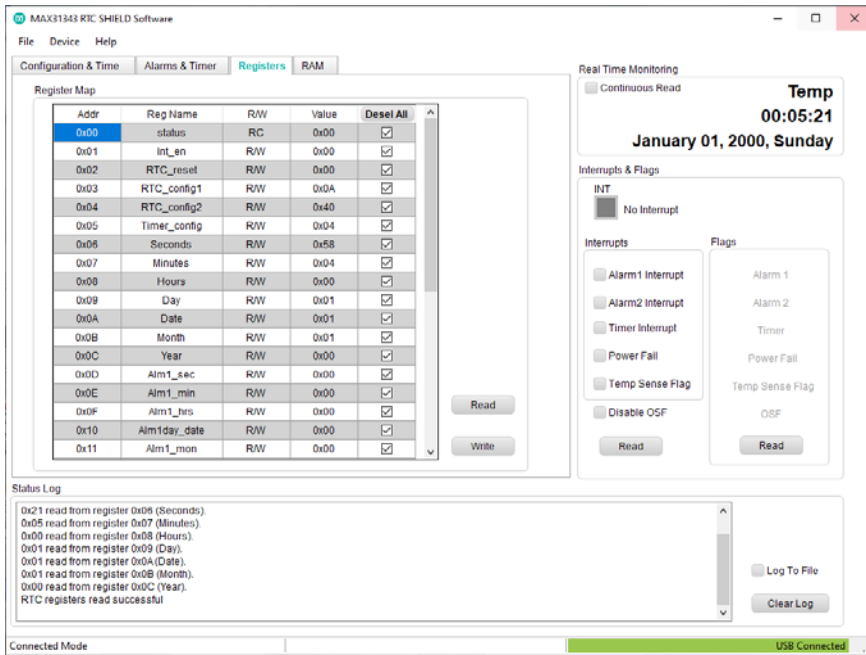 MAX31343 RTC SHIELD Software
File Device Help
Configuration & Time Alarms & Timer Registers RAM
Register Map
Addr Reg Name R/W Value Desel All
0x00 status RC 0x00
0x01 Int_en R/W 0x00
0x02 RTC_reset R/W 0x00
0x03 RTC_config1 R/W 0x0A
0x04 RTC_config2 R/W 0x40
0x05 Timer_config R/W 0x04
0x06 Seconds R/W 0x58
0x07 Minutes R/W 0x04
0x08 Hours R/W 0x00
0x09 Day R/W 0x01
0x0A Date R/W 0x01
0x0B Month R/W 0x01
0x0C Year R/W 0x00
0x0D Alm1_sec R/W 0x00
0x0E Alm1_min R/W 0x00
0x0F Alm1_hrs R/W 0x00
0x10 Alm1day_date R/W 0x00
0x11 Alm1_mon R/W 0x00
Read
Write
Real Time Monitoring
Continuous Read
Temp
00:05:21
January 01, 2000, Sunday
Interrupts & Flags
INT
No Interrupt
Interrupts
Alarm1 Interrupt
Alarm2 Interrupt
Timer Interrupt
Power Fail
Temp Sense Flag
Disable OSF
Read
Flags
Alarm 1
Alarm 2
Timer
Power Fail
Temp Sense Flag
OSF
Read
Status Log
0x21 read from register 0x06 (Seconds).
0x05 read from register 0x07 (Minutes).
0x00 read from register 0x08 (Hours).
0x01 read from register 0x09 (Day).
0x01 read from register 0x0A(Date).
0x01 read from register 0x0B (Month).
0x00 read from register 0x0C (Year).
RTC registers read successful
Log To File
Clear Log
Connected Mode
USB Connected